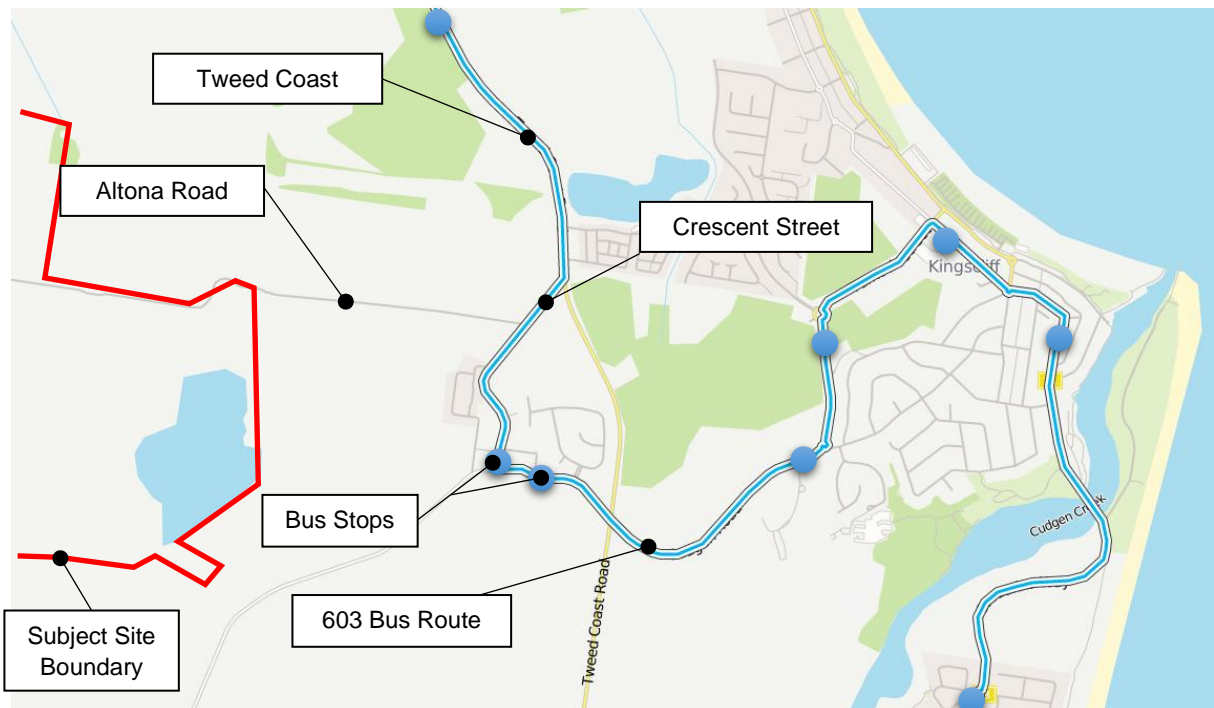 Tweed Coast
Altona Road
Crescent Street
Kingscliff
Bus Stops
Cudgen Creek
603 Bus Route
Tweed Coast Road
Subject Site
Boundary